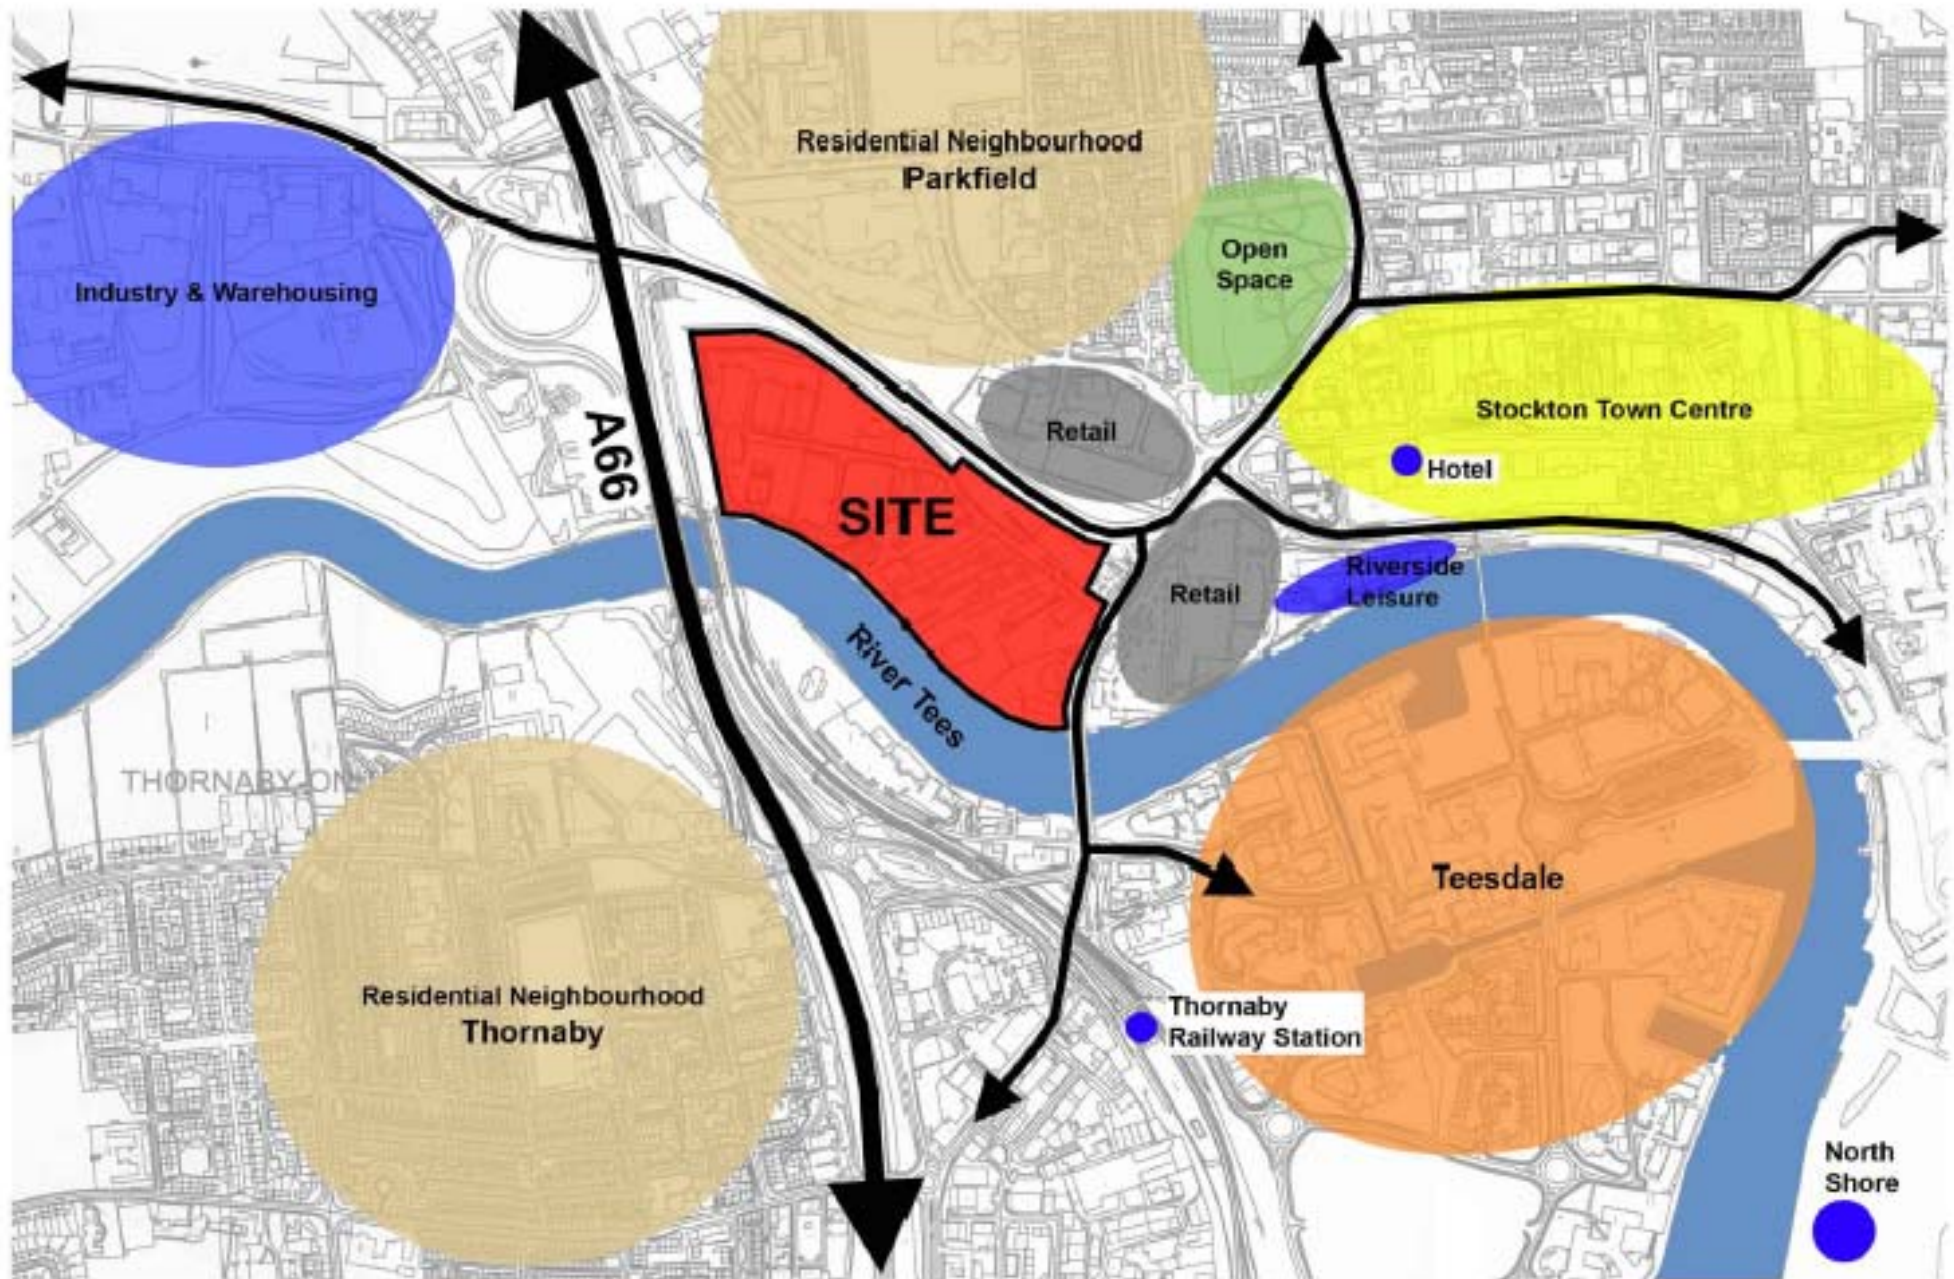 Residential Neighbourhood
Parkfield
Open
Space
Industry & Warehousing
Stockton Town Centre
Retail
Hotel
A66
SITE
Riverside
Leisure
Retail
River Tees
THORNABY-ON-
Teesdale
Residential Neighbourhood
Thornaby
Thornaby
Railway Station
North
Shore